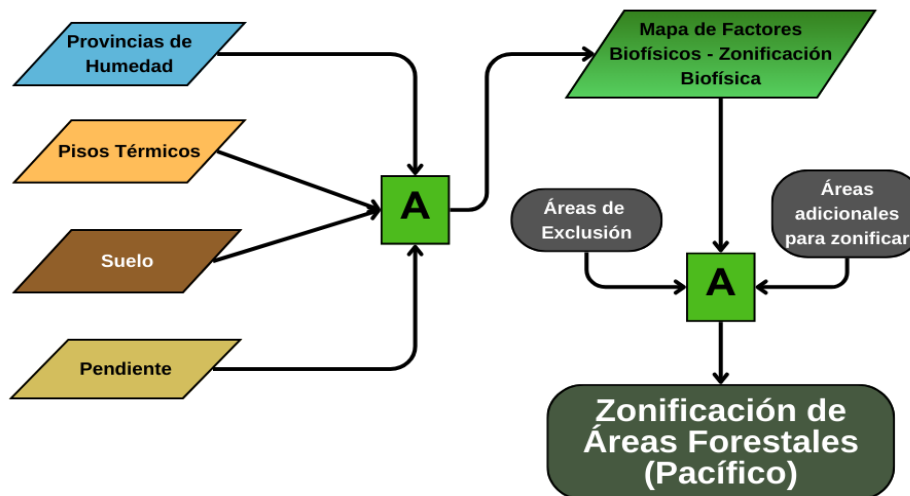 Provincias de
Humedad
Pisos Térmicos
Suelo
Pendiente
A
Mapa de Factores
Biofísicos - Zonificación
Biofísica
Áreas de
Exclusión
Áreas
adicionales
para zonificar
A
Zonificación de
Áreas Forestales
(Pacífico)